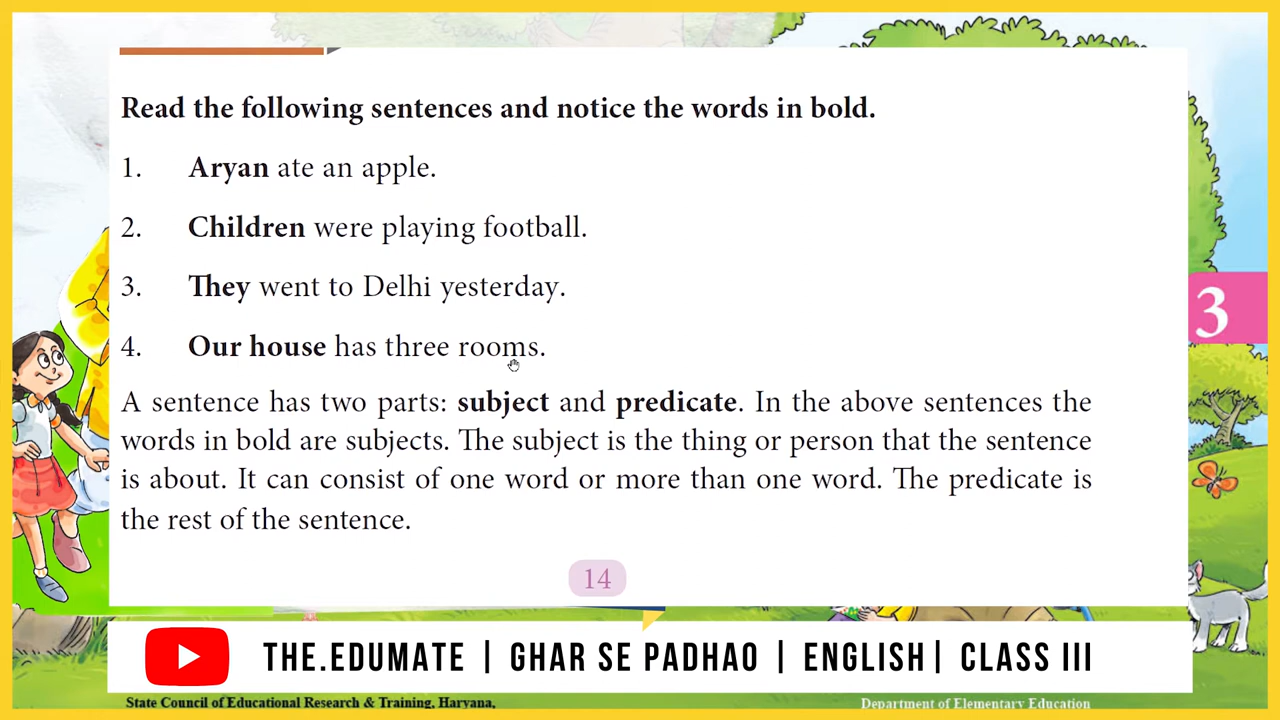 Read the following sentences and notice the words in bold.
1. Aryan ate an apple.
2. Children were playing football.
3. They went to Delhi yesterday.
4. Our house has three rooms.
A sentence has two parts: subject and predicate. In the above sentences the
words in bold are subjects. The subject is the thing or person that the sentence
is about. It can consist of one word or more than one word. The predicate is
the rest of the sentence.
14
3
THE.EDUMATE | GHAR SE PADHAO | ENGLISH| CLASS III
State Council of Educational Research & Training, Haryana,
Department of Elementary Education